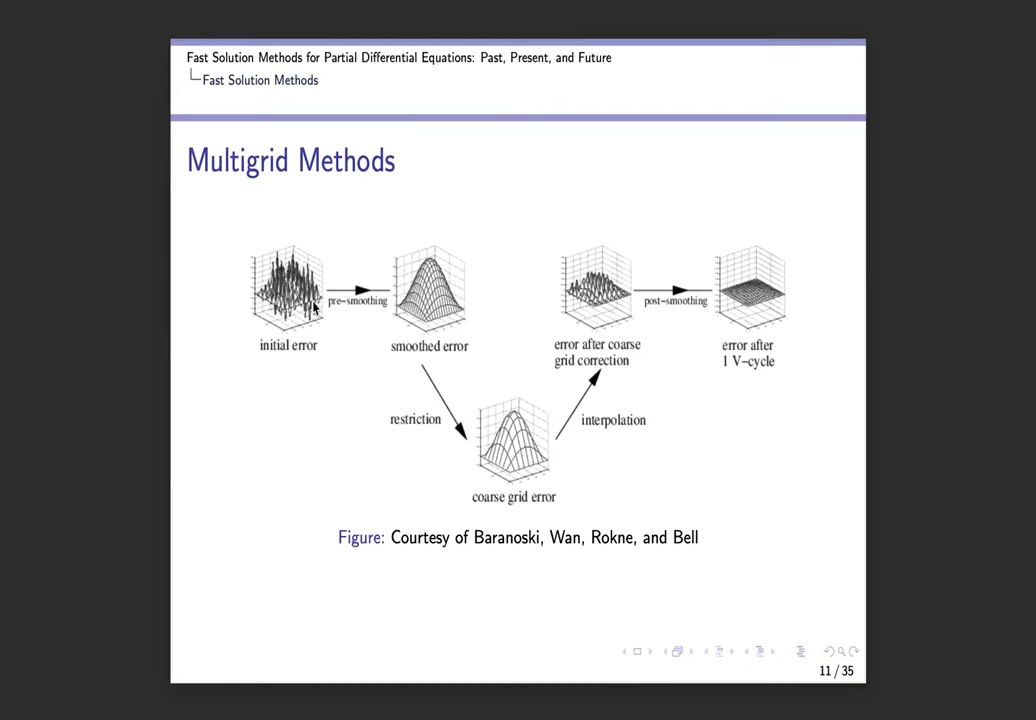 Fast Solution Methods for Partial Differential Equations: Past, Present, and Future
Fast Solution Methods
Multigrid Methods
pre-smoothing
post-smoothing
initial error
smoothed error
error after coarse
grid correction
error after
1 V-cycle
restriction
interpolation
coarse grid error
Figure: Courtesy of Baranoski, Wan, Rokne, and Bell
11 / 35